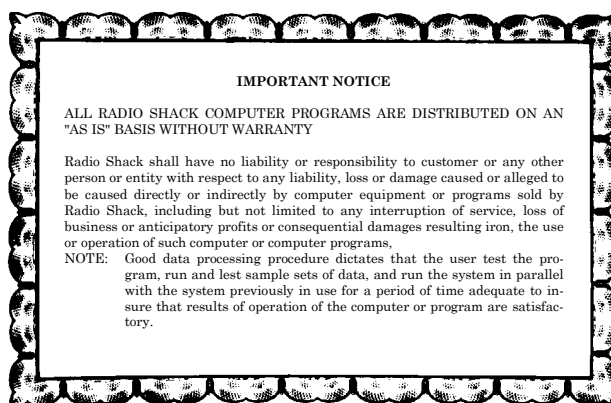 IMPORTANT NOTICE
ALL RADIO SHACK COMPUTER PROGRAMS ARE DISTRIBUTED ON AN
"AS IS" BASIS WITHOUT WARRANTY
Radio Shack shall have no liability or responsibility to customer or any other
person or entity with respect to any liability, loss or damage caused or alleged to
be caused directly or indirectly by computer equipment or programs sold by
Radio Shack, including but not limited to any interruption of service, loss of
business or anticipatory profits or consequential damages resulting iron, the use
or operation of such computer or computer programs,
NOTE: Good data processing procedure dictates that the user test the pro-
gram, run and lest sample sets of data, and run the system in parallel
with the system previously in use for a period of time adequate to in-
sure that results of operation of the computer or program are satisfac-
tory.